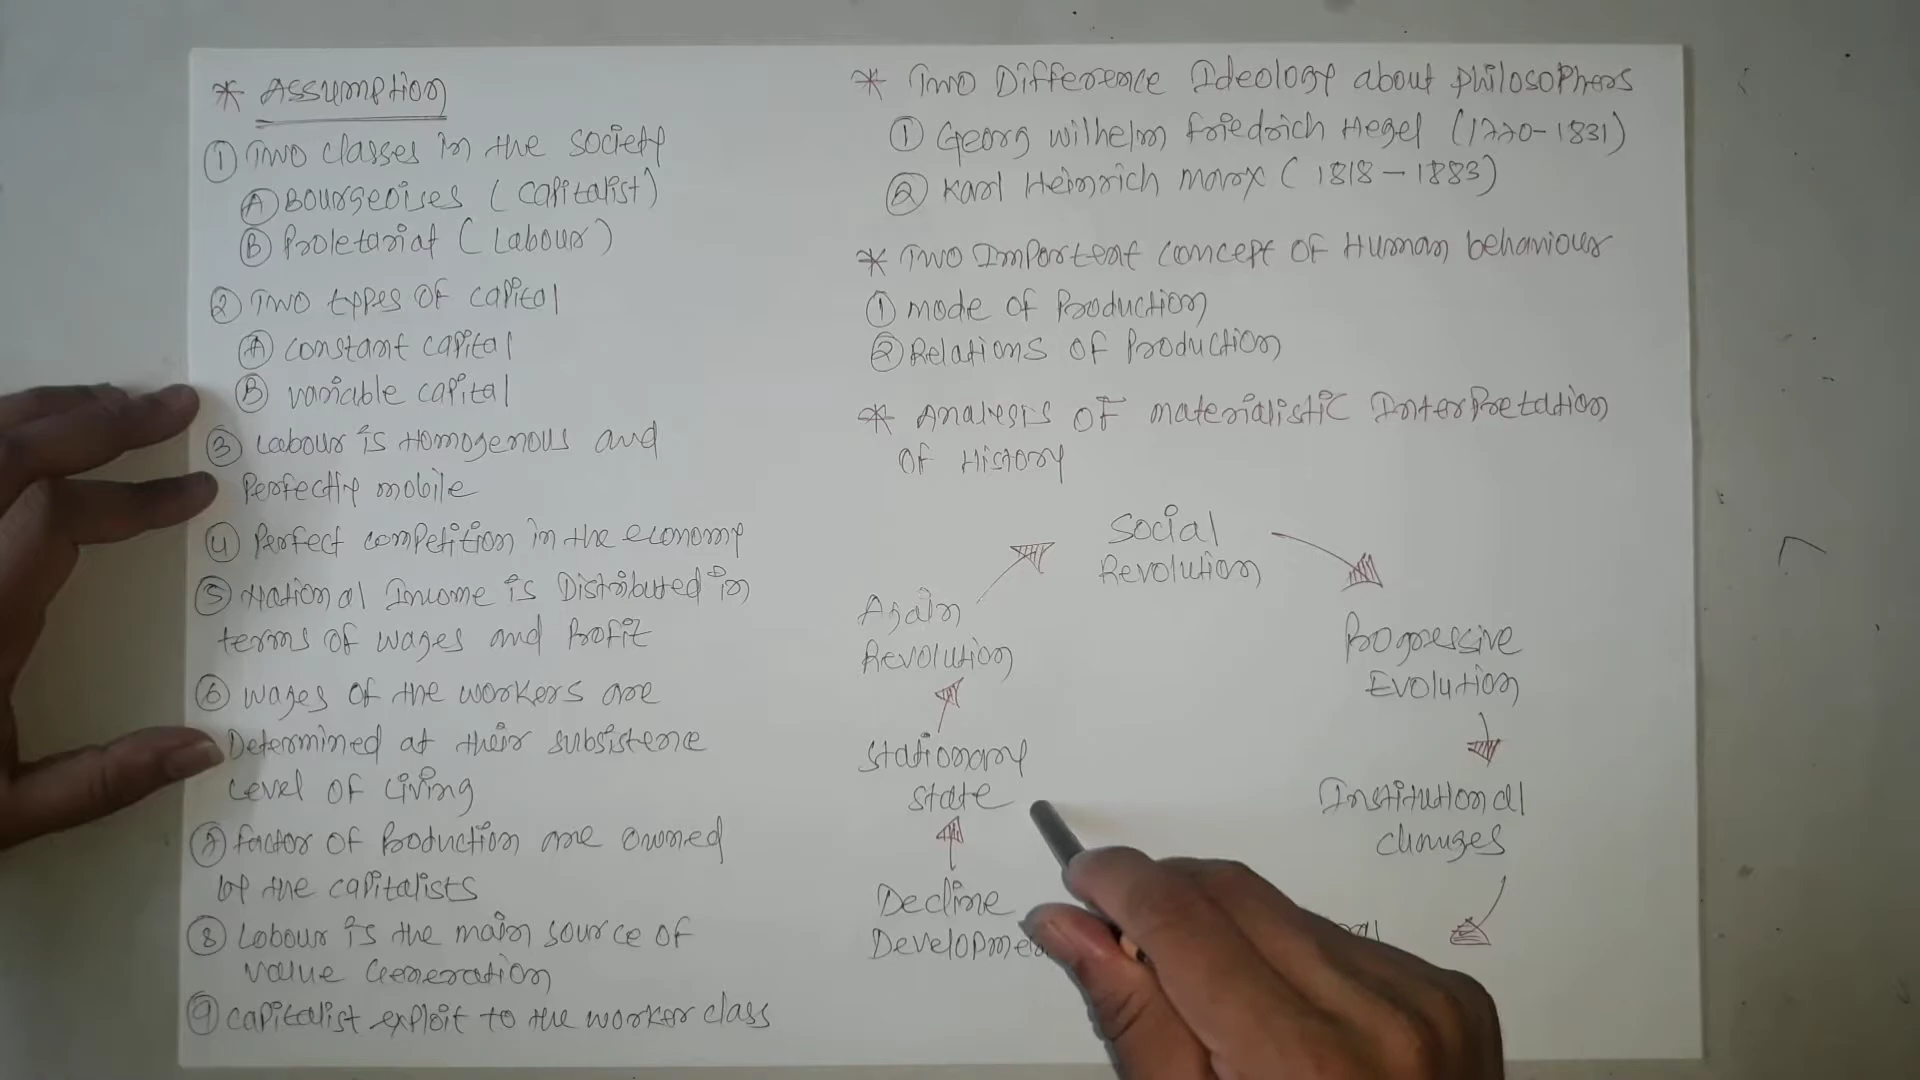 * Assumption
① Two classes in the society
Ⓐ Bourgeoises (capitalist)
Ⓑ Proletariat (Labour)
② Two types of capital
Ⓐ constant capital
Ⓑ variable capital
③ Labour is Homogenous and
Perfectly mobile
④ Perfect competition in the economy
⑤ National Income is Distributed in
terms of wages and Profit
⑥ wages of the workers are
Determined at their subsistence
Level of Living
⑦ factor of Production are owned
by the capitalists
⑧ Labour is the main source of
value Generation
⑨ capitalist exploit to the worker class
* Two Difference Ideology about Philosophers
① Georg wilhelm friedrich Hegel (1770-1831)
② Karl Heinrich marx (1818-1883)
* Two Important concept of Human behaviour
① mode of Production
② Relations of Production
* Analysis of materialistic Interpretation
of History
Social
Revolution
Progressive
Evolution
Institutional
changes
Decline
Stationary
State
Again
Revolution